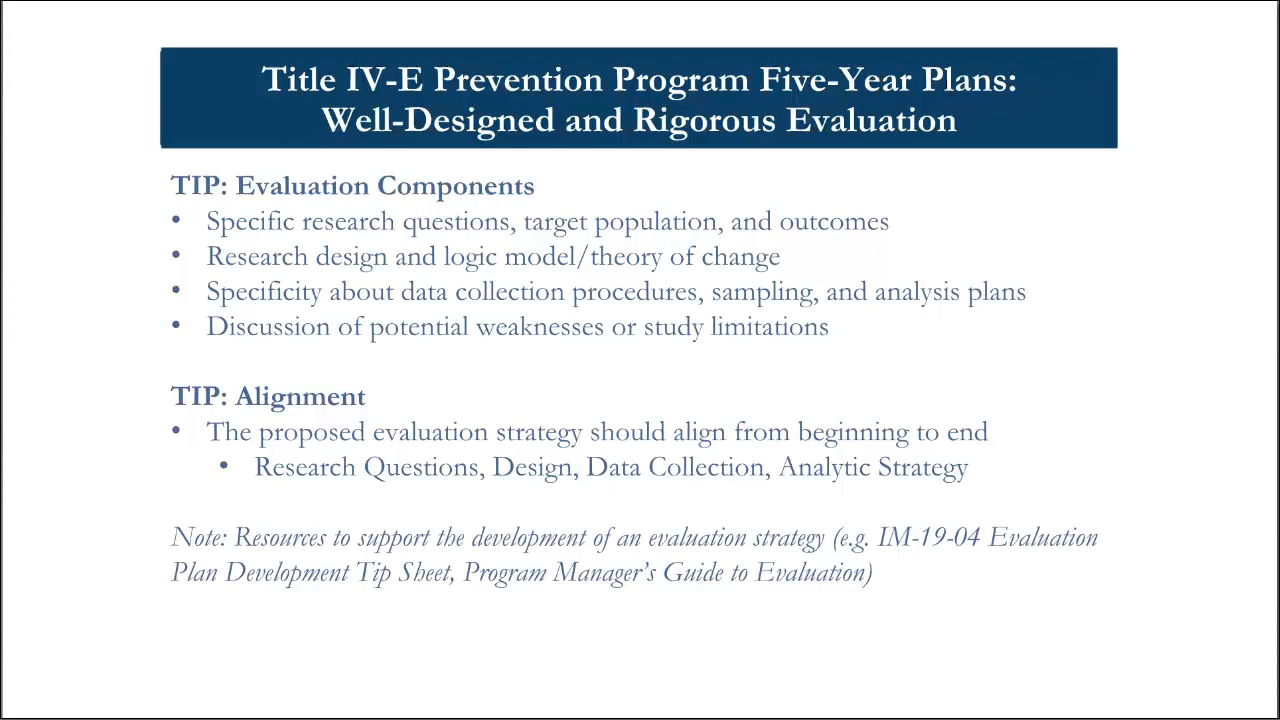 Title IV-E Prevention Program Five-Year Plans:
Well-Designed and Rigorous Evaluation
TIP: Evaluation Components
• Specific research questions, target population, and outcomes
• Research design and logic model/theory of change
• Specificity about data collection procedures, sampling, and analysis plans
• Discussion of potential weaknesses or study limitations
TIP: Alignment
• The proposed evaluation strategy should align from beginning to end
• Research Questions, Design, Data Collection, Analytic Strategy
Note: Resources to support the development of an evaluation strategy (e.g. IM-19-04 Evaluation
Plan Development Tip Sheet, Program Manager’s Guide to Evaluation)